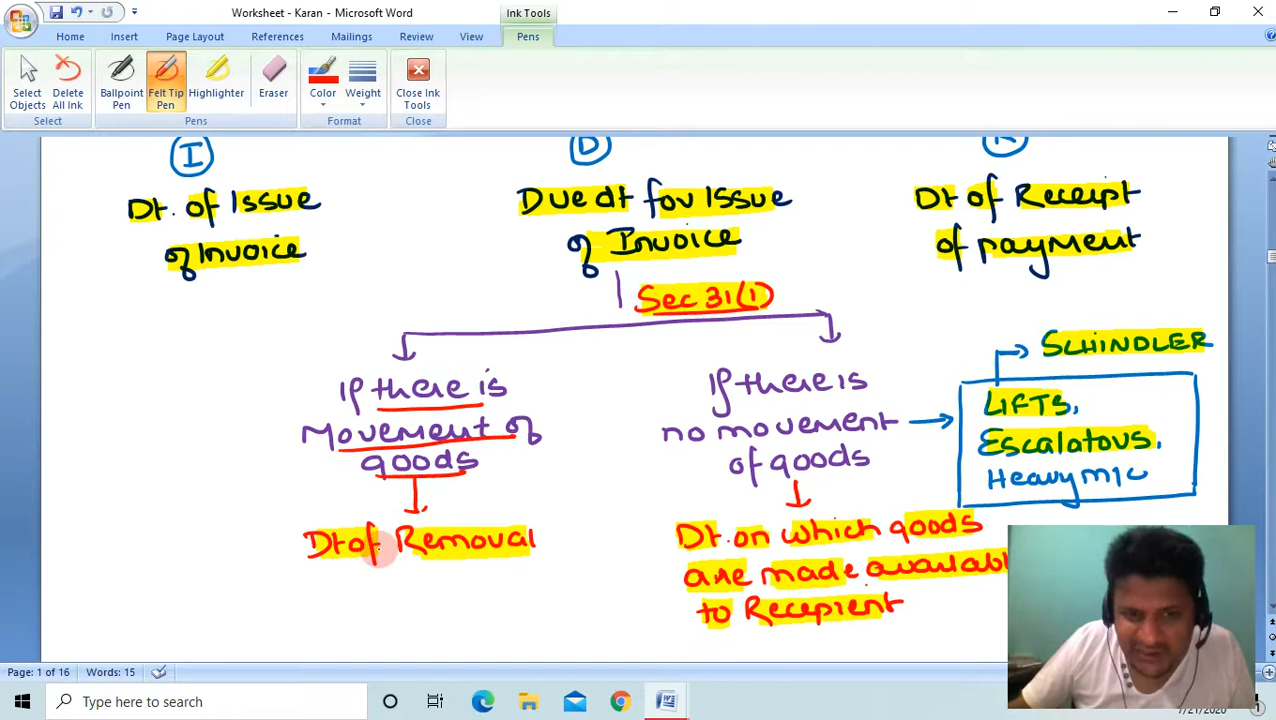 Worksheet - Karan - Microsoft Word
Ink Tools
Home Insert Page Layout References Mailings Review View Pens
Select Objects
Delete All Ink
Ballpoint Pen
Felt Tip Pen
Highlighter
Eraser
Color
Weight
Close Ink Tools
Select
Pens
Format
Close
I
D
R
Dt. of Issue
of Invoice
Due dt for Issue
of Invoice
Dt of Receipt
of payment
Sec 31(1)
If there is
Movement of
goods
Dt of Removal
If there is
no movement
of goods
Dt. on which goods
are made availabl
to Recepient
SCHINDLER
LIFTS,
Escalators,
Heavy m/c
Page: 1 of 16 Words: 15
Type here to search
7/21/2020